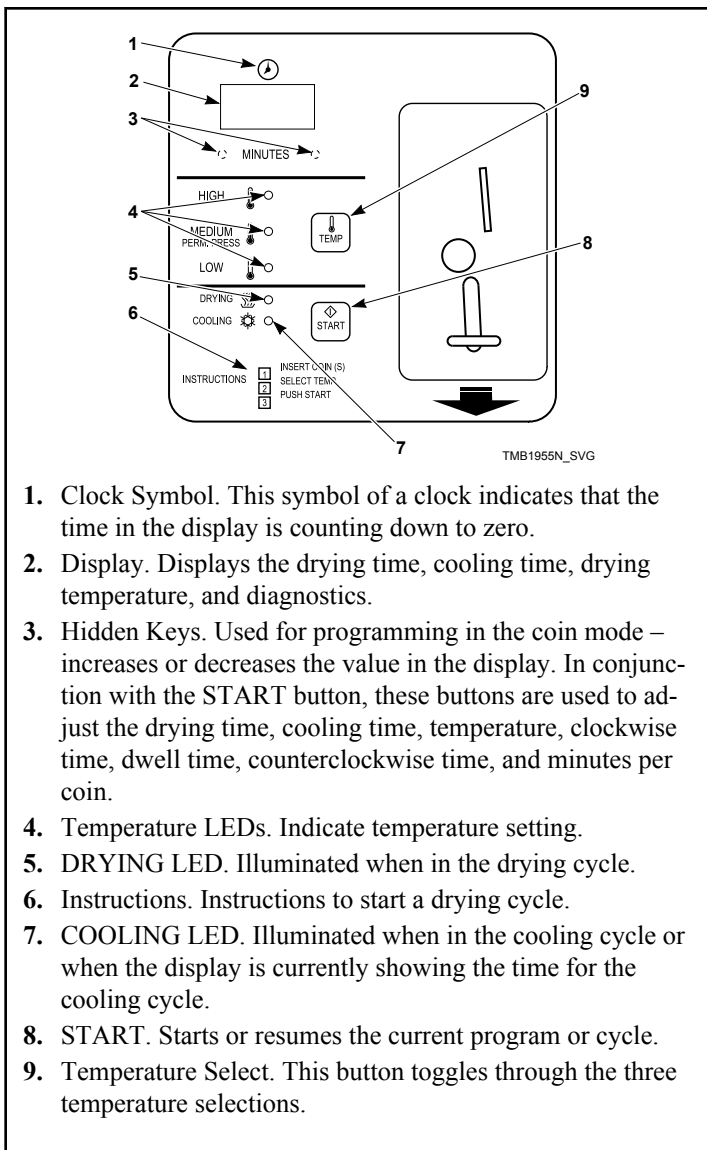 1
2
3
MINUTES
9
HIGH
4
MEDIUM
PERM. PRESS
TEMP
8
LOW
5
DRYING
6
COOLING
START
INSTRUCTIONS
1 INSERT COIN (S)
2 SELECT TEMP
3 PUSH START
7
TMB1955N_SVG
1. Clock Symbol. This symbol of a clock indicates that the
time in the display is counting down to zero.
2. Display. Displays the drying time, cooling time, drying
temperature, and diagnostics.
3. Hidden Keys. Used for programming in the coin mode –
increases or decreases the value in the display. In conjunc-
tion with the START button, these buttons are used to ad-
just the drying time, cooling time, temperature, clockwise
time, dwell time, counterclockwise time, and minutes per
coin.
4. Temperature LEDs. Indicate temperature setting.
5. DRYING LED. Illuminated when in the drying cycle.
6. Instructions. Instructions to start a drying cycle.
7. COOLING LED. Illuminated when in the cooling cycle or
when the display is currently showing the time for the
cooling cycle.
8. START. Starts or resumes the current program or cycle.
9. Temperature Select. This button toggles through the three
temperature selections.